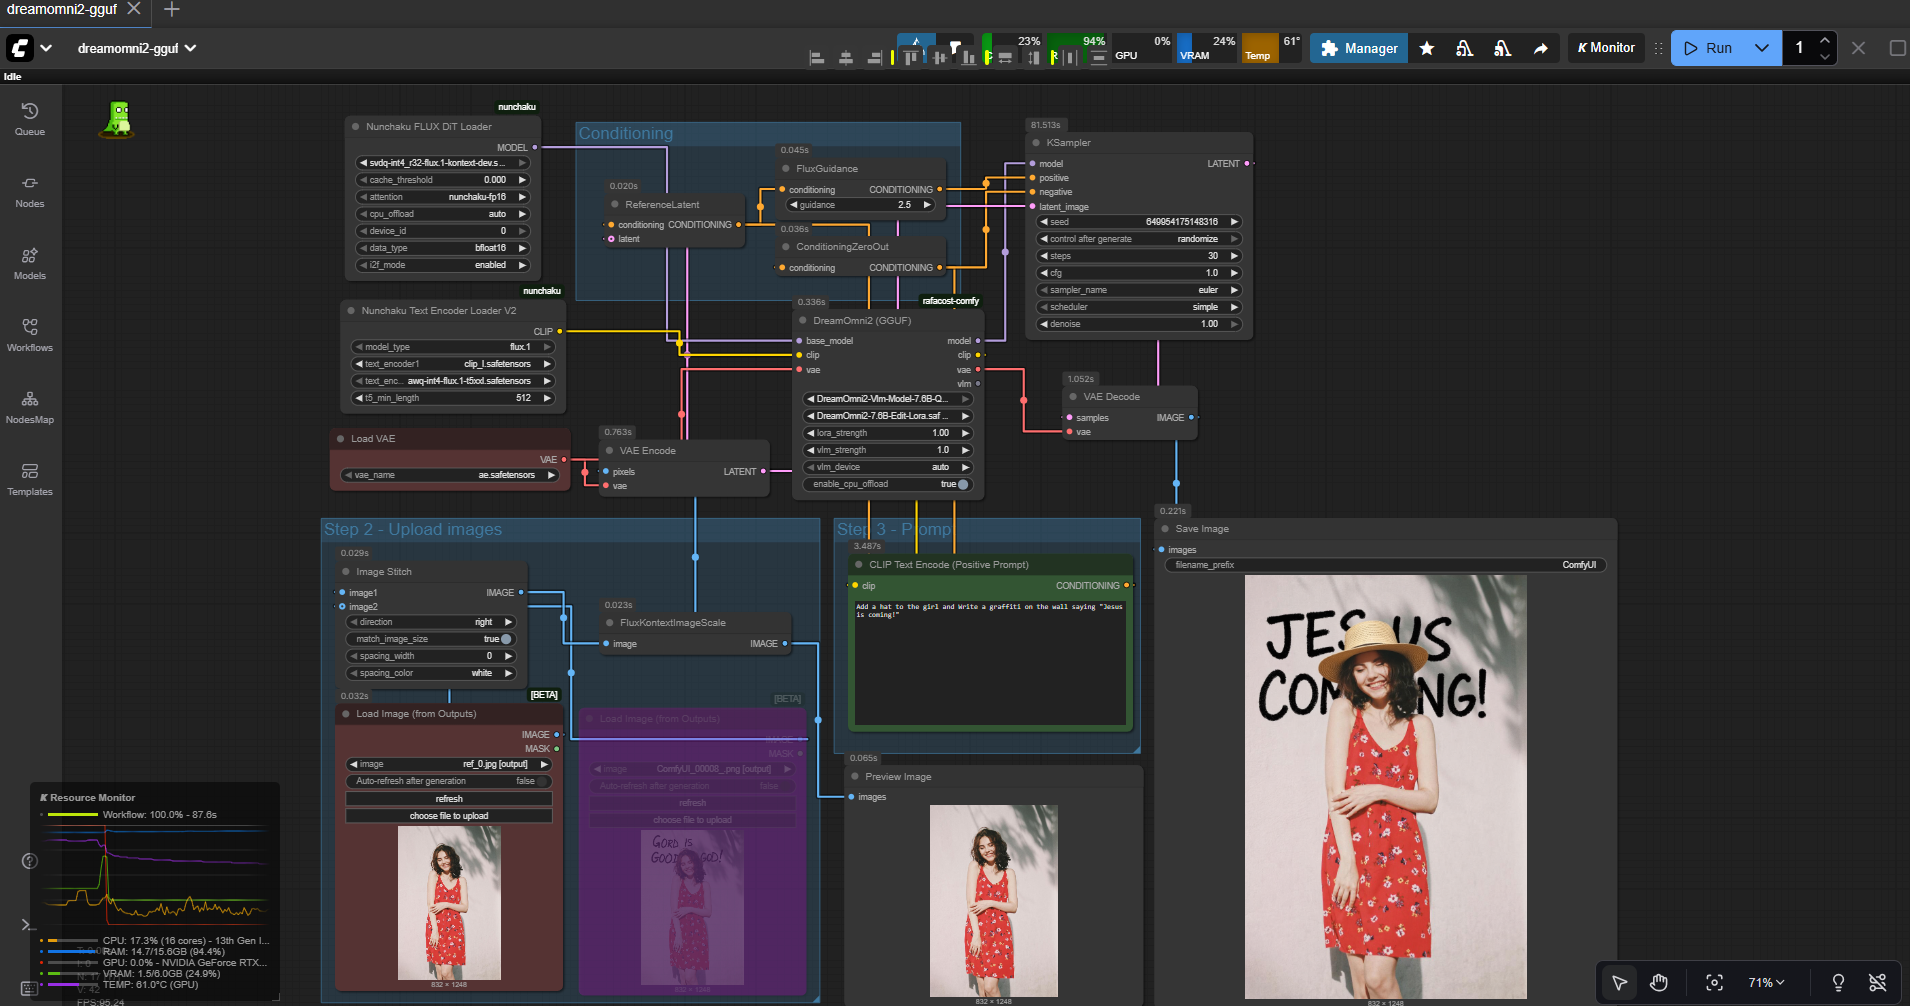 dreamomni2-gguf
dreamomni2-gguf
23%
94%
GPU
0%
VRAM
24%
Temp
61°
Manager
K Monitor
Run
1
Idle
Queue
Nodes
Models
Workflows
NodesMap
Templates
nunchaku
Nunchaku FLUX DiT Loader
MODEL
svdq-int4_r32-flux.1-kontext-dev.s...
cache_threshold 0.000
attention nunchaku-fp16
cpu_offload auto
device_id 0
data_type bfloat16
i2f_mode enabled
nunchaku
Nunchaku Text Encoder Loader V2
CLIP
model_type flux.1
text_encoder1 clip_l.safetensors
text_enc... awq-int4-flux.1-t5xxl.safetensors
t5_min_length 512
Load VAE
VAE
vae_name ae.safetensors
Conditioning
0.020s
ReferenceLatent
conditioning CONDITIONING
latent
0.045s
FluxGuidance
conditioning CONDITIONING
guidance 2.5
0.036s
ConditioningZeroOut
conditioning CONDITIONING
81.513s
KSampler
model LATENT
positive
negative
latent_image
seed 649954175148316
control after generate randomize
steps 30
cfg 1.0
sampler_name euler
scheduler simple
denoise 1.00
rafacost-comfy
0.336s
DreamOmni2 (GGUF)
base_model model
clip clip
vae vae
vlm
DreamOmni2-Vlm-Model-7.6B-Q...
DreamOmni2-7.6B-Edit-Lora.saf ...
lora_strength 1.00
vlm_strength 1.0
vlm_device auto
enable_cpu_offload true
0.763s
VAE Encode
pixels LATENT
vae
1.052s
VAE Decode
samples IMAGE
vae
Step 2 - Upload images
0.029s
Image Stitch
image1 IMAGE
image2
direction right
match_image_size true
spacing_width 0
spacing_color white
0.023s
FluxKontextImageScale
image IMAGE
0.032s
[BETA]
Load Image (from Outputs)
IMAGE
MASK
image ref_0.jpg [output]
Auto-refresh after generation false
refresh
choose file to upload
832 × 1248
[BETA]
Load Image (from Outputs)
IMAGE
MASK
image ComfyUI_00008_.png [output]
Auto-refresh after generation false
refresh
choose file to upload
832 × 1248
Step 3 - Promp
3.487s
CLIP Text Encode (Positive Prompt)
clip CONDITIONING
Add a hat to the girl and Write a graffiti on the wall saying "Jesus
is coming!"
0.065s
Preview Image
images
832 × 1248
0.221s
Save Image
images
filename_prefix ComfyUI
832 × 1248
K Resource Monitor
Workflow: 100.0% - 87.6s
CPU: 17.3% (16 cores) - 13th Gen I...
RAM: 14.7/15.6GB (94.4%)
GPU: 0.0% - NVIDIA GeForce RTX...
VRAM: 1.5/6.0GB (24.9%)
TEMP: 61.0°C (GPU)
FPS:95.24
71%